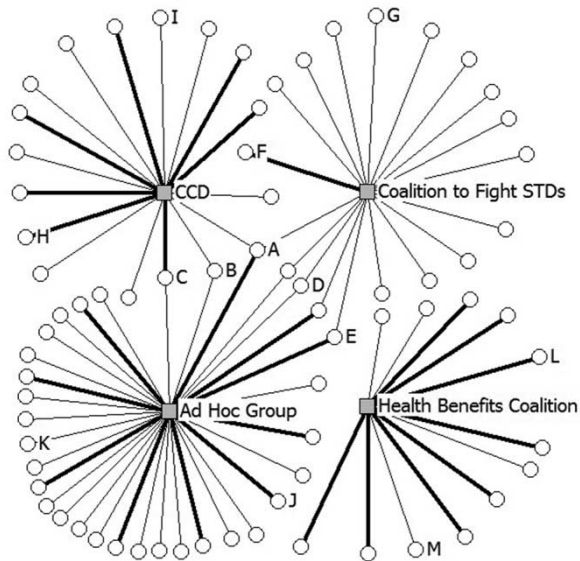 I
G
F
CCD
Coalition to Fight STDs
H
A
B
C
D
E
L
Ad Hoc Group
Health Benefits Coalition
K
J
M